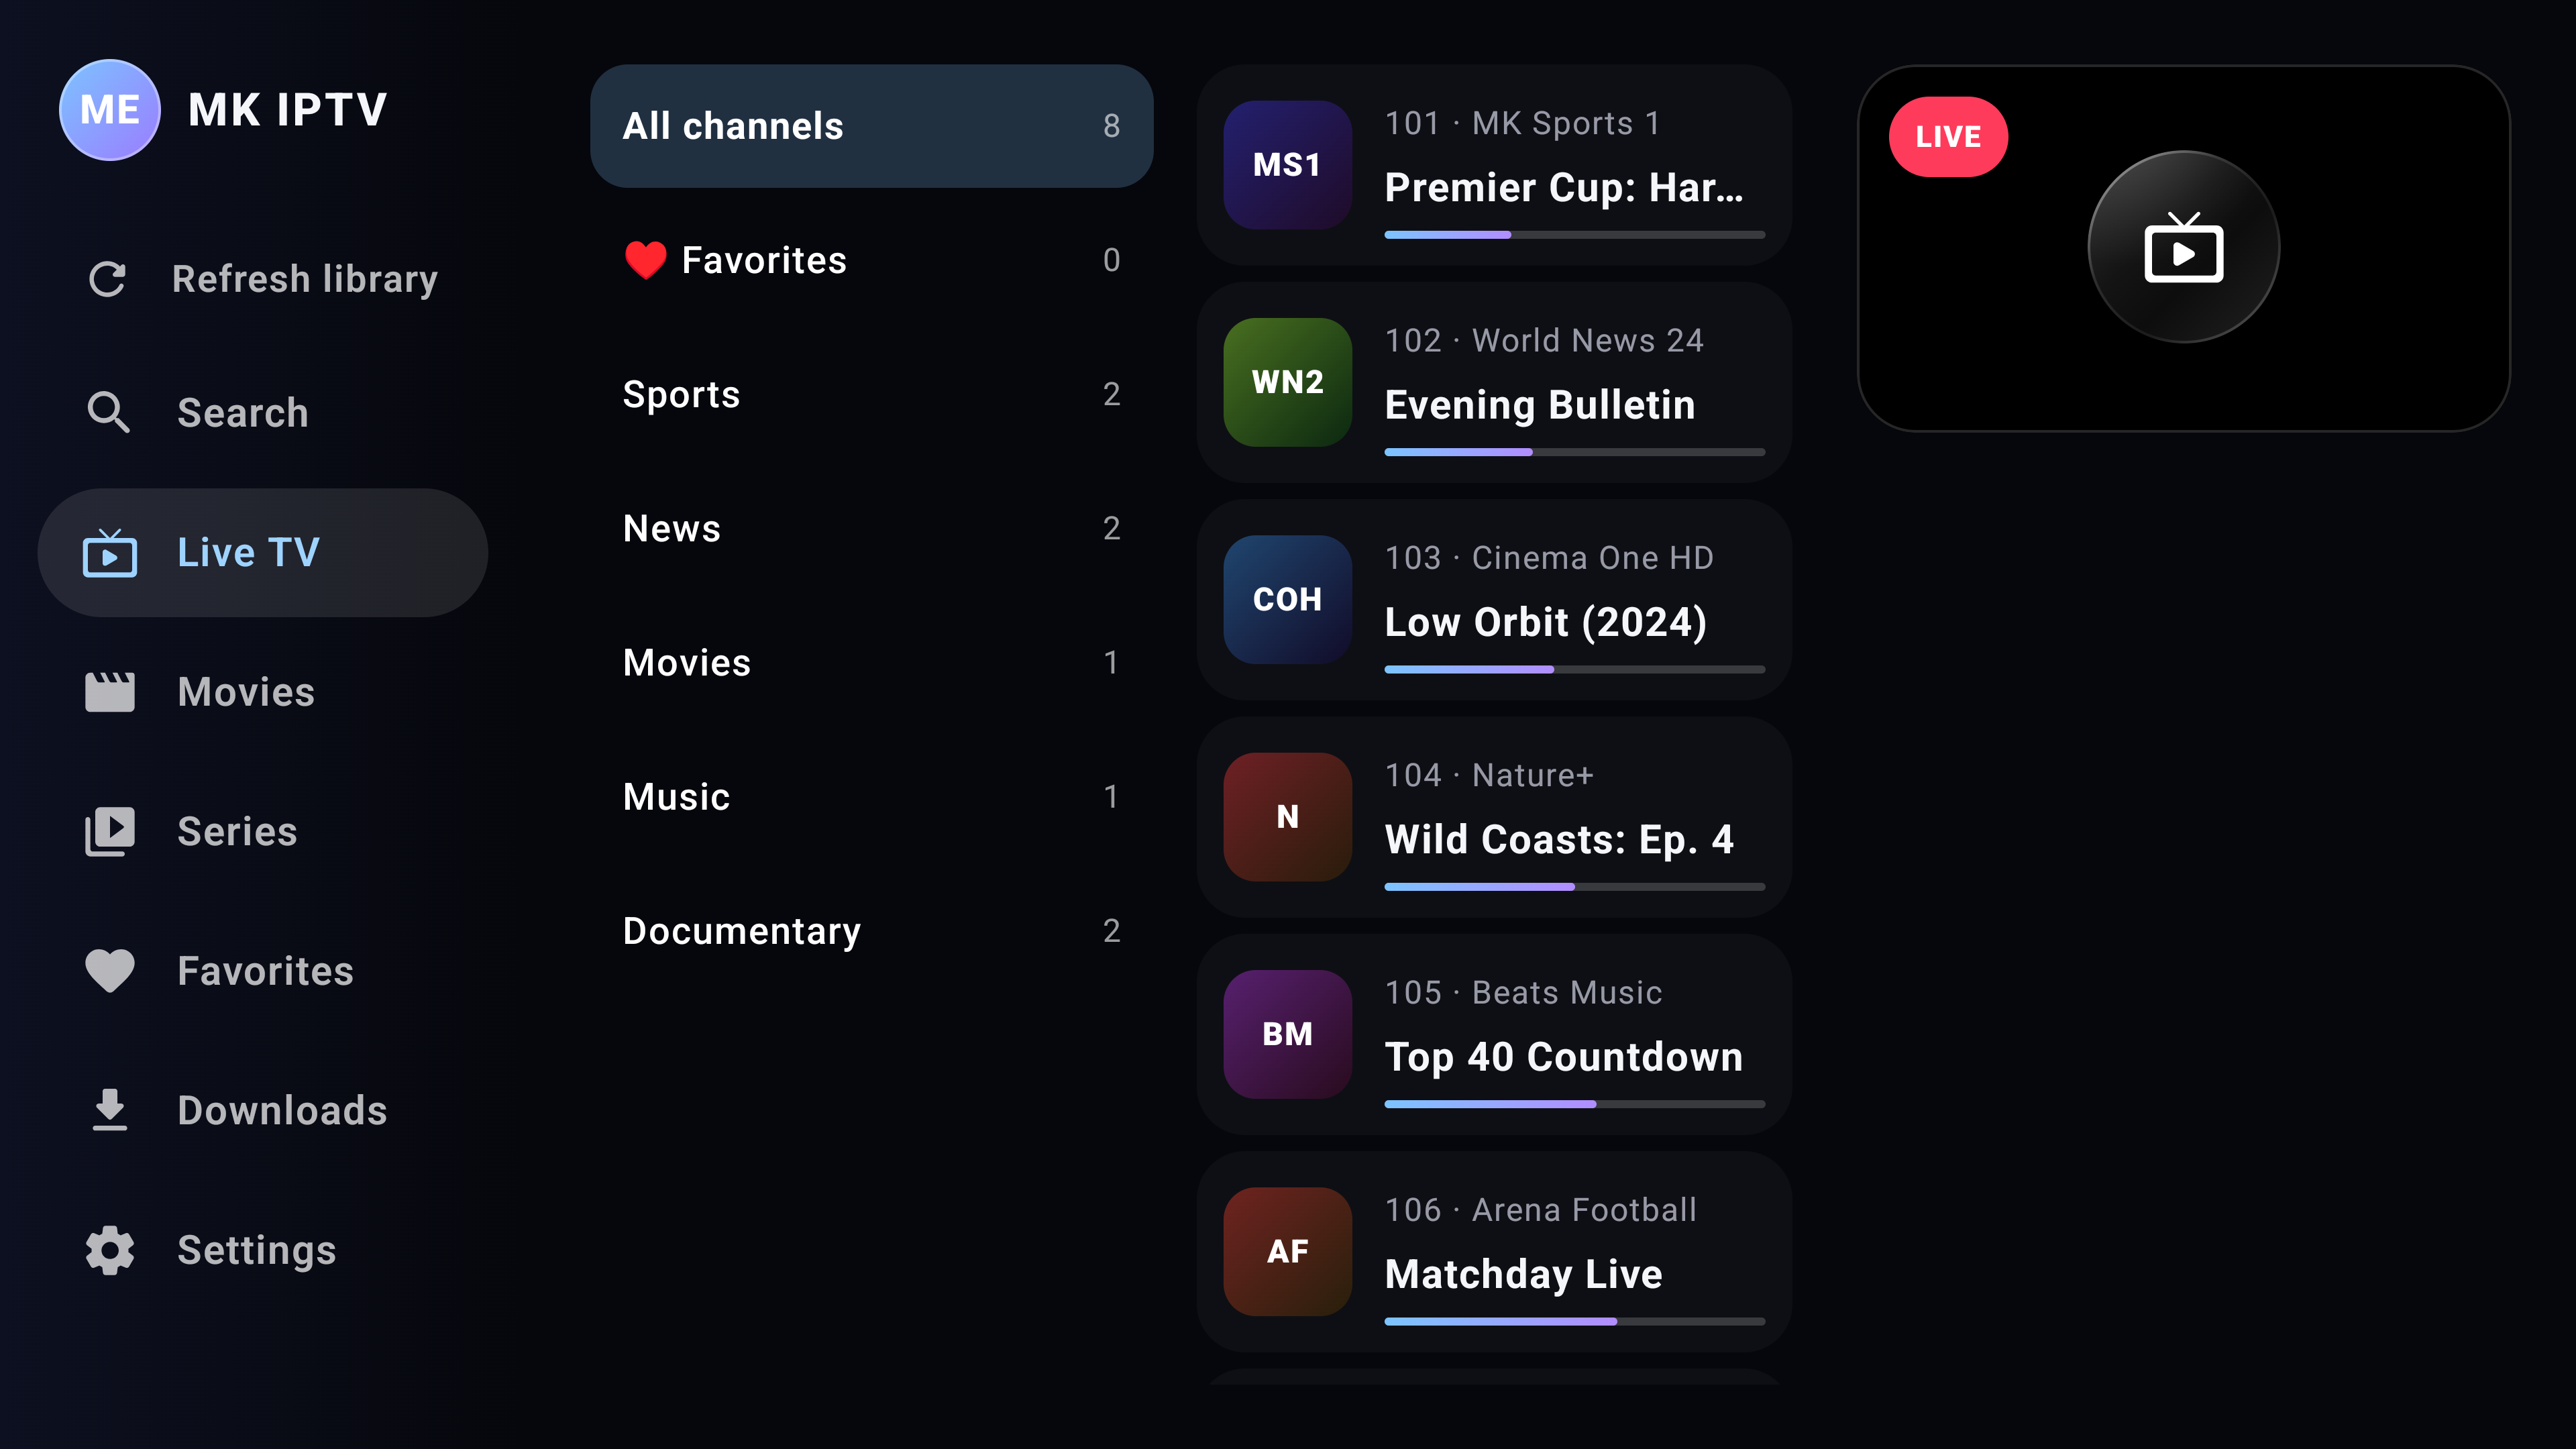 ME
MK IPTV
Refresh library
Search
Live TV
Movies
Series
Favorites
Downloads
Settings
All channels 8
Favorites 0
Sports 2
News 2
Movies 1
Music 1
Documentary 2
MS1
101 · MK Sports 1
Premier Cup: Har…
WN2
102 · World News 24
Evening Bulletin
COH
103 · Cinema One HD
Low Orbit (2024)
N
104 · Nature+
Wild Coasts: Ep. 4
BM
105 · Beats Music
Top 40 Countdown
AF
106 · Arena Football
Matchday Live
LIVE